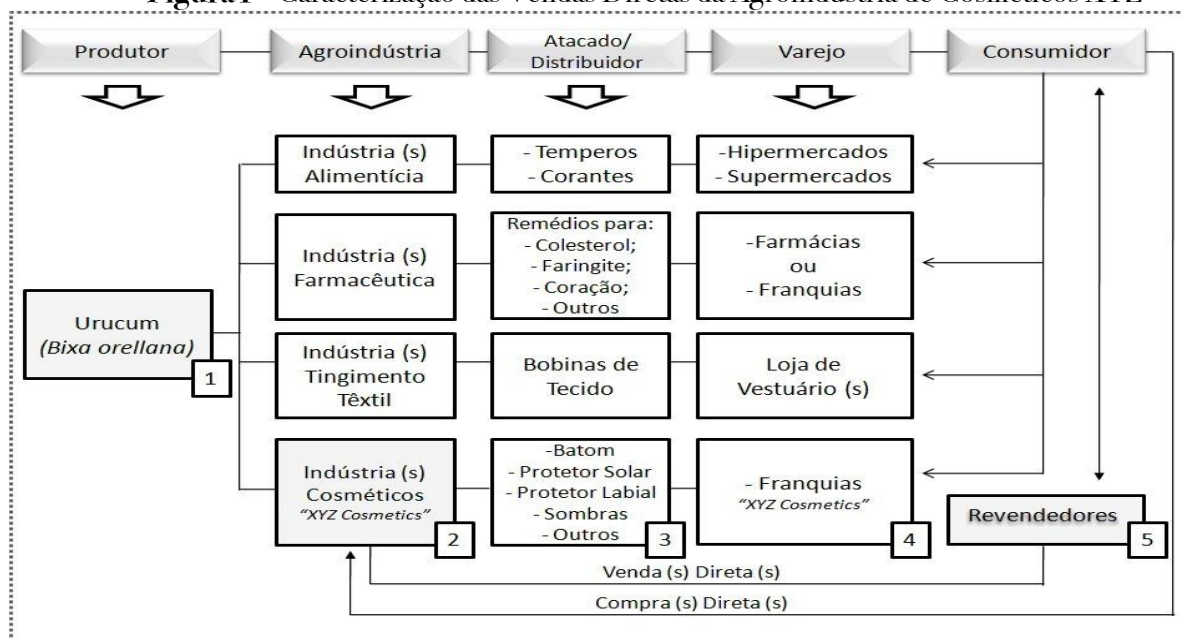 Figura 1 - Caracterização das Vendas Diretas da Agroindústria de Cosméticos XYZ
Produtor
Agroindústria
Atacado/
Distribuidor
Varejo
Consumidor
Indústria (s)
Alimentícia
- Temperos
- Corantes
-Hipermercados
- Supermercados
Indústria (s)
Farmacêutica
Remédios para:
- Colesterol;
- Faringite;
- Coração;
- Outros
-Farmácias
ou
- Franquias
Urucum
(Bixa orellana)
1
Indústria (s)
Tingimento
Têxtil
Bobinas de
Tecido
Loja de
Vestuário (s)
Indústria (s)
Cosméticos
"XYZ Cosmetics"
2
-Batom
- Protetor Solar
- Protetor Labial
- Sombras
- Outros
3
- Franquias
"XYZ Cosmetics"
4
Revendedores
5
Venda (s) Direta (s)
Compra (s) Direta (s)